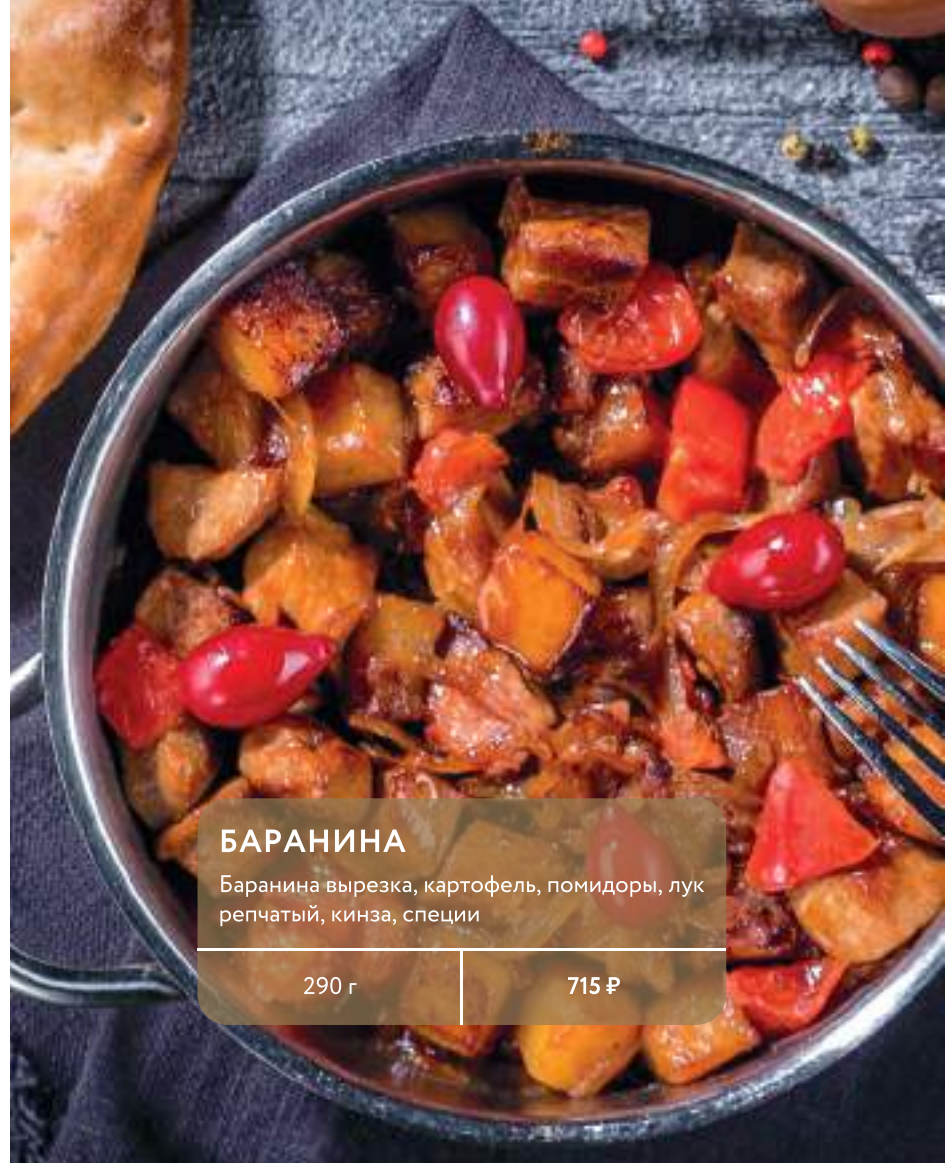 БАРАНИНА
Баранина вырезка, картофель, помидоры, лук
репчатый, кинза, специи
290 г
715 ₽